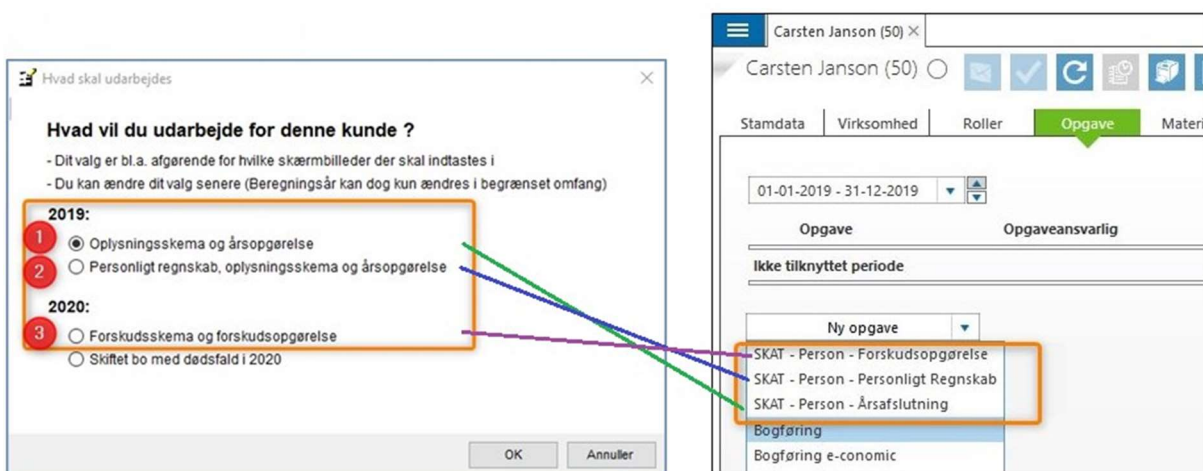 Hvad skal udarbejdes
Hvad vil du udarbejde for denne kunde ?
- Dit valg er bl.a. afgørende for hvilke skærmbilleder der skal indtastes i
- Du kan ændre dit valg senere (Beregningsår kan dog kun ændres i begrænset omfang)
2019:
1 Oplysningsskema og årsopgørelse
2 Personligt regnskab, oplysningsskema og årsopgørelse
2020:
3 Forskudsskema og forskudsopgørelse
Skiftet bo med dødsfald i 2020
OK Annuller
Carsten Janson (50)
Carsten Janson (50)
Stamdata Virksomhed Roller Opgave Materi
01-01-2019 - 31-12-2019
Opgave Opgaveansvarlig
Ikke tilknyttet periode
Ny opgave
SKAT - Person - Forskudsopgørelse
SKAT - Person - Personligt Regnskab
SKAT - Person - Årsafslutning
Bogføring
Bogføring e-conomic